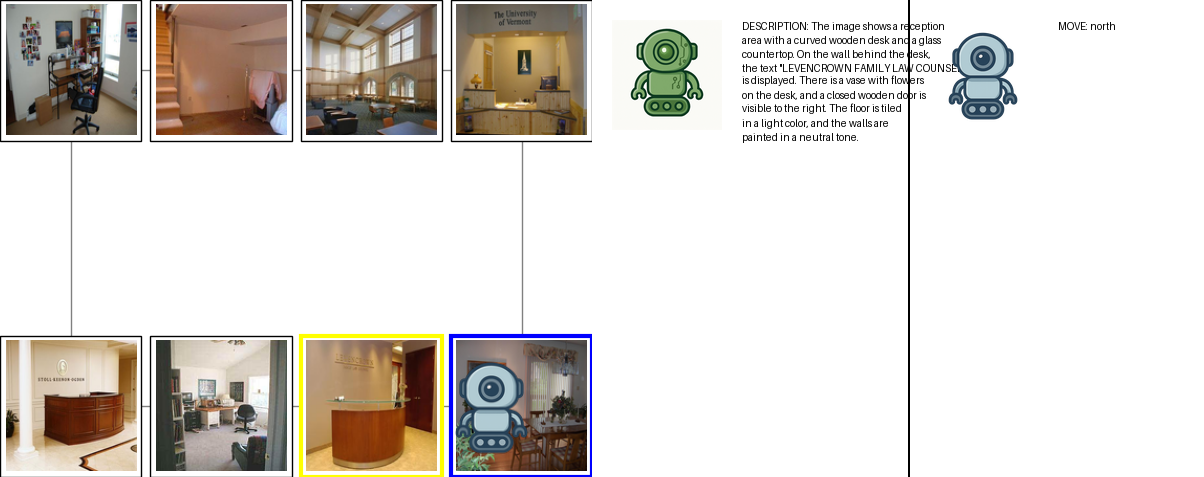 The University
of Vermont
DESCRIPTION: The image shows a reception
area with a curved wooden desk and a glass
countertop. On the wall behind the desk,
the text "LEVENCROWN FAMILY LAW COUNSE
is displayed. There is a vase with flowers
on the desk, and a closed wooden door is
visible to the right. The floor is tiled
in a light color, and the walls are
painted in a neutral tone.
MOVE: north